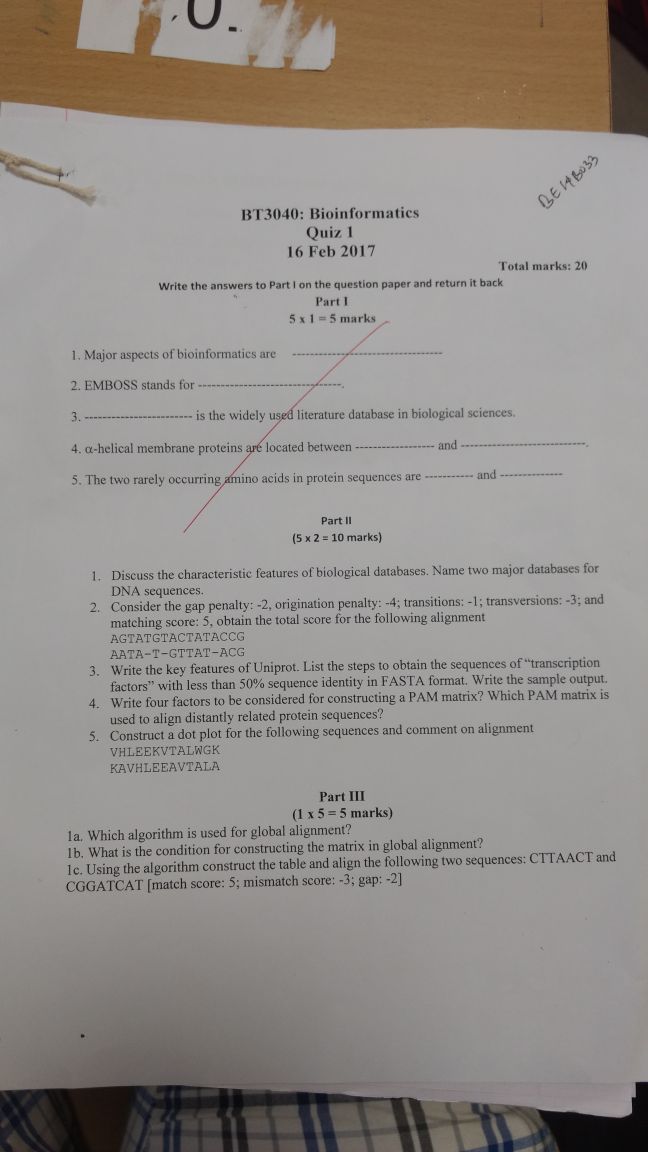 .0.
BE14B033
BT3040: Bioinformatics
Quiz 1
16 Feb 2017
Total marks: 20
Write the answers to Part I on the question paper and return it back
Part I
5 x 1 = 5 marks
1. Major aspects of bioinformatics are ----------------------------------
2. EMBOSS stands for ---------------------------------.
3. ------------------------ is the widely used literature database in biological sciences.
4. α-helical membrane proteins are located between ------------------ and ----------------------------.
5. The two rarely occurring amino acids in protein sequences are ----------- and --------------
Part II
(5 x 2 = 10 marks)
1. Discuss the characteristic features of biological databases. Name two major databases for
DNA sequences.
2. Consider the gap penalty: -2, origination penalty: -4; transitions: -1; transversions: -3; and
matching score: 5, obtain the total score for the following alignment
AGTATGTACTATACCG
AATA-T-GTTAT-ACG
3. Write the key features of Uniprot. List the steps to obtain the sequences of "transcription
factors" with less than 50% sequence identity in FASTA format. Write the sample output.
4. Write four factors to be considered for constructing a PAM matrix? Which PAM matrix is
used to align distantly related protein sequences?
5. Construct a dot plot for the following sequences and comment on alignment
VHLEEKVTALWGK
KAVHLEEAVTALA
Part III
(1 x 5 = 5 marks)
1a. Which algorithm is used for global alignment?
1b. What is the condition for constructing the matrix in global alignment?
1c. Using the algorithm construct the table and align the following two sequences: CTTAACT and
CGGATCAT [match score: 5; mismatch score: -3; gap: -2]